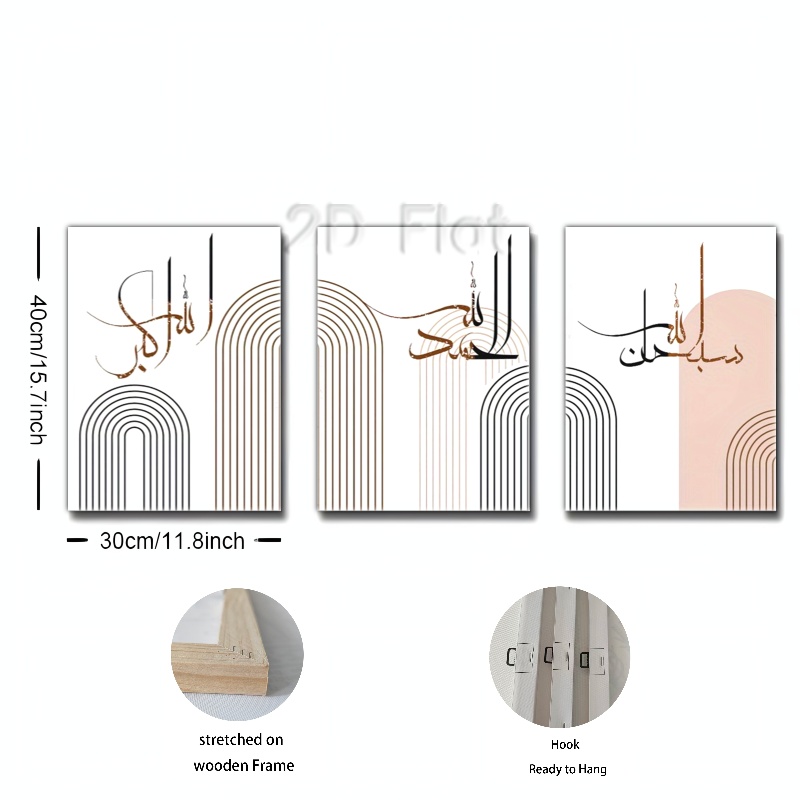 2D Flat
الله أكبر
الحمد لله
سبحان الله
40cm/15.7inch
30cm/11.8inch
stretched on
wooden Frame
Hook
Ready to Hang